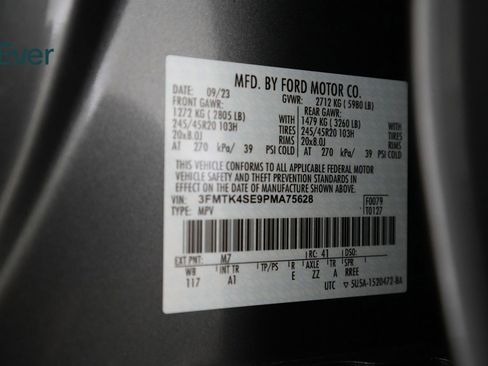 Ever
MFD. BY FORD MOTOR CO.
DATE: 09/23 GVWR: 2712 KG (5980 LB)
FRONT GAWR: REAR GAWR:
1272 KG (2805 LB) WITH 1479 KG (3260 LB) WITH
245/45R20 103H TIRES 245/45R20 103H TIRES
20x8.0J RIMS 20x8.0J RIMS
AT 270 kPa/ 39 PSI COLD AT 270 kPa/ 39 PSI COLD
THIS VEHICLE CONFORMS TO ALL APPLICABLE FEDERAL MOTOR
VEHICLE SAFETY AND THEFT PREVENTION STANDARDS IN
EFFECT ON THE DATE OF MANUFACTURE SHOWN ABOVE.
VIN: 3FMTK4SE9PMA75628 F0079
TYPE: MPV T0127
EXT PNT: M7 RC: 41 DSO:
WB INT TR TP/PS R AXLE TR SPR
117 A1 E ZZ A RREE
UTC ▽ 5U5A-1520472-BA